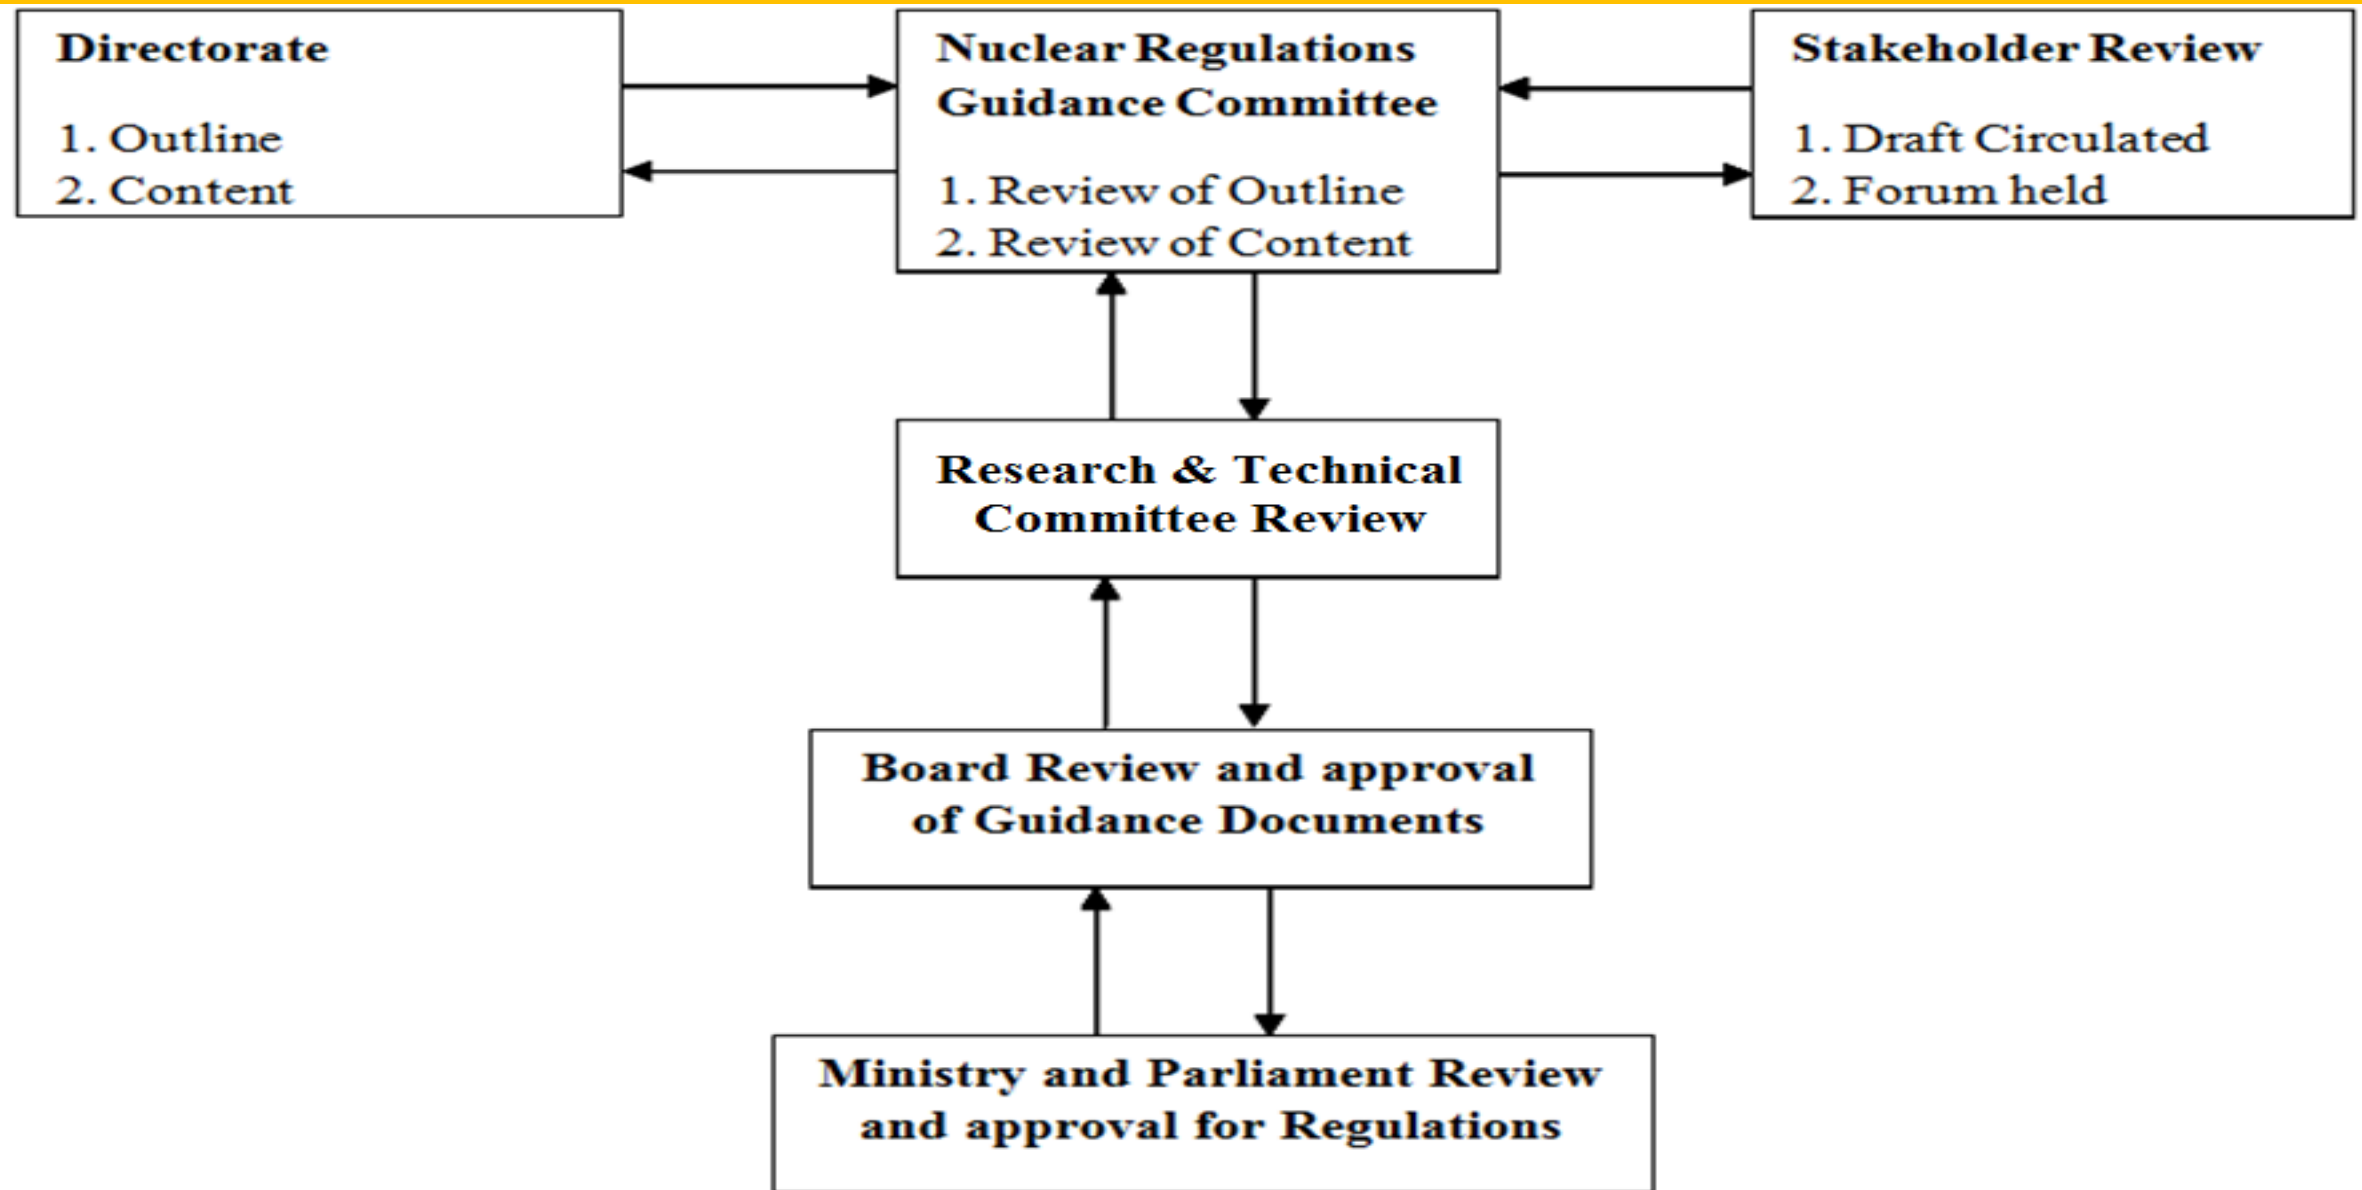 Directorate
1. Outline
2. Content
Nuclear Regulations
Guidance Committee
1. Review of Outline
2. Review of Content
Stakeholder Review
1. Draft Circulated
2. Forum held
Research & Technical
Committee Review
Board Review and approval
of Guidance Documents
Ministry and Parliament Review
and approval for Regulations